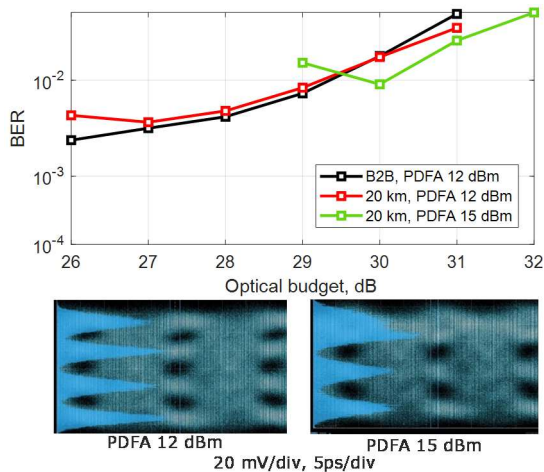 10⁻²
BER
10⁻³
10⁻⁴
B2B, PDFA 12 dBm
20 km, PDFA 12 dBm
20 km, PDFA 15 dBm
26 27 28 29 30 31 32
Optical budget, dB
PDFA 12 dBm PDFA 15 dBm
20 mV/div, 5ps/div